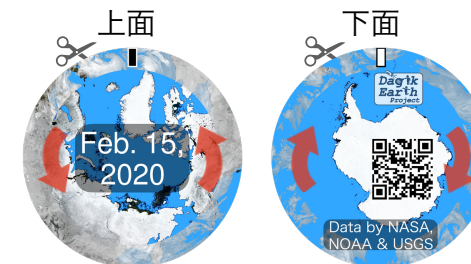 上面
下面
Feb. 15,
2020
Dagik
Earth
Project
Data by NASA,
NOAA & USGS